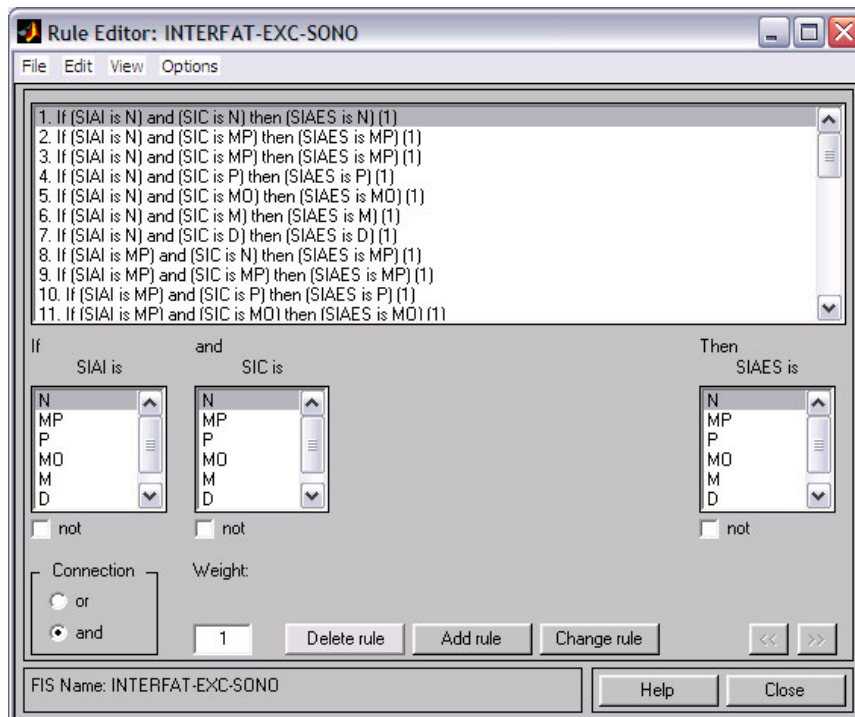 Rule Editor: INTERFAT-EXC-SONO
File Edit View Options
1. If (SIAI is N) and (SIC is N) then (SIAES is N) (1)
2. If (SIAI is N) and (SIC is MP) then (SIAES is MP) (1)
3. If (SIAI is N) and (SIC is MP) then (SIAES is MP) (1)
4. If (SIAI is N) and (SIC is P) then (SIAES is P) (1)
5. If (SIAI is N) and (SIC is MO) then (SIAES is MO) (1)
6. If (SIAI is N) and (SIC is M) then (SIAES is M) (1)
7. If (SIAI is N) and (SIC is D) then (SIAES is D) (1)
8. If (SIAI is MP) and (SIC is N) then (SIAES is MP) (1)
9. If (SIAI is MP) and (SIC is MP) then (SIAES is MP) (1)
10. If (SIAI is MP) and (SIC is P) then (SIAES is P) (1)
11. If (SIAI is MP) and (SIC is MO) then (SIAES is MO) (1)
If and Then
SIAI is SIC is SIAES is
N N N
MP MP MP
P P P
MO MO MO
M M M
D D D
not not not
Connection Weight:
or
and 1 Delete rule Add rule Change rule << >>
FIS Name: INTERFAT-EXC-SONO Help Close